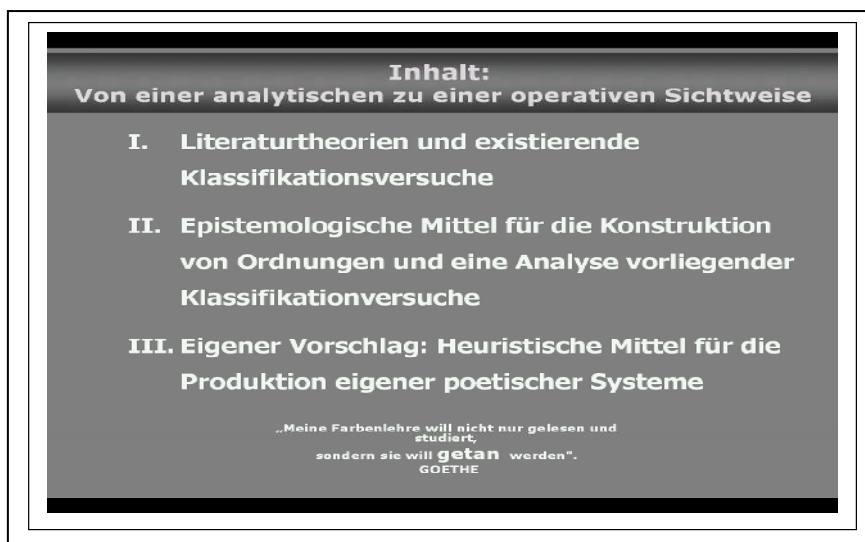 Inhalt:
Von einer analytischen zu einer operativen Sichtweise
I. Literaturtheorien und existierende
Klassifikationsversuche
II. Epistemologische Mittel für die Konstruktion
von Ordnungen und eine Analyse vorliegender
Klassifikationversuche
III. Eigener Vorschlag: Heuristische Mittel für die
Produktion eigener poetischer Systeme
„Meine Farbenlehre will nicht nur gelesen und
studiert,
sondern sie will getan werden".
GOETHE